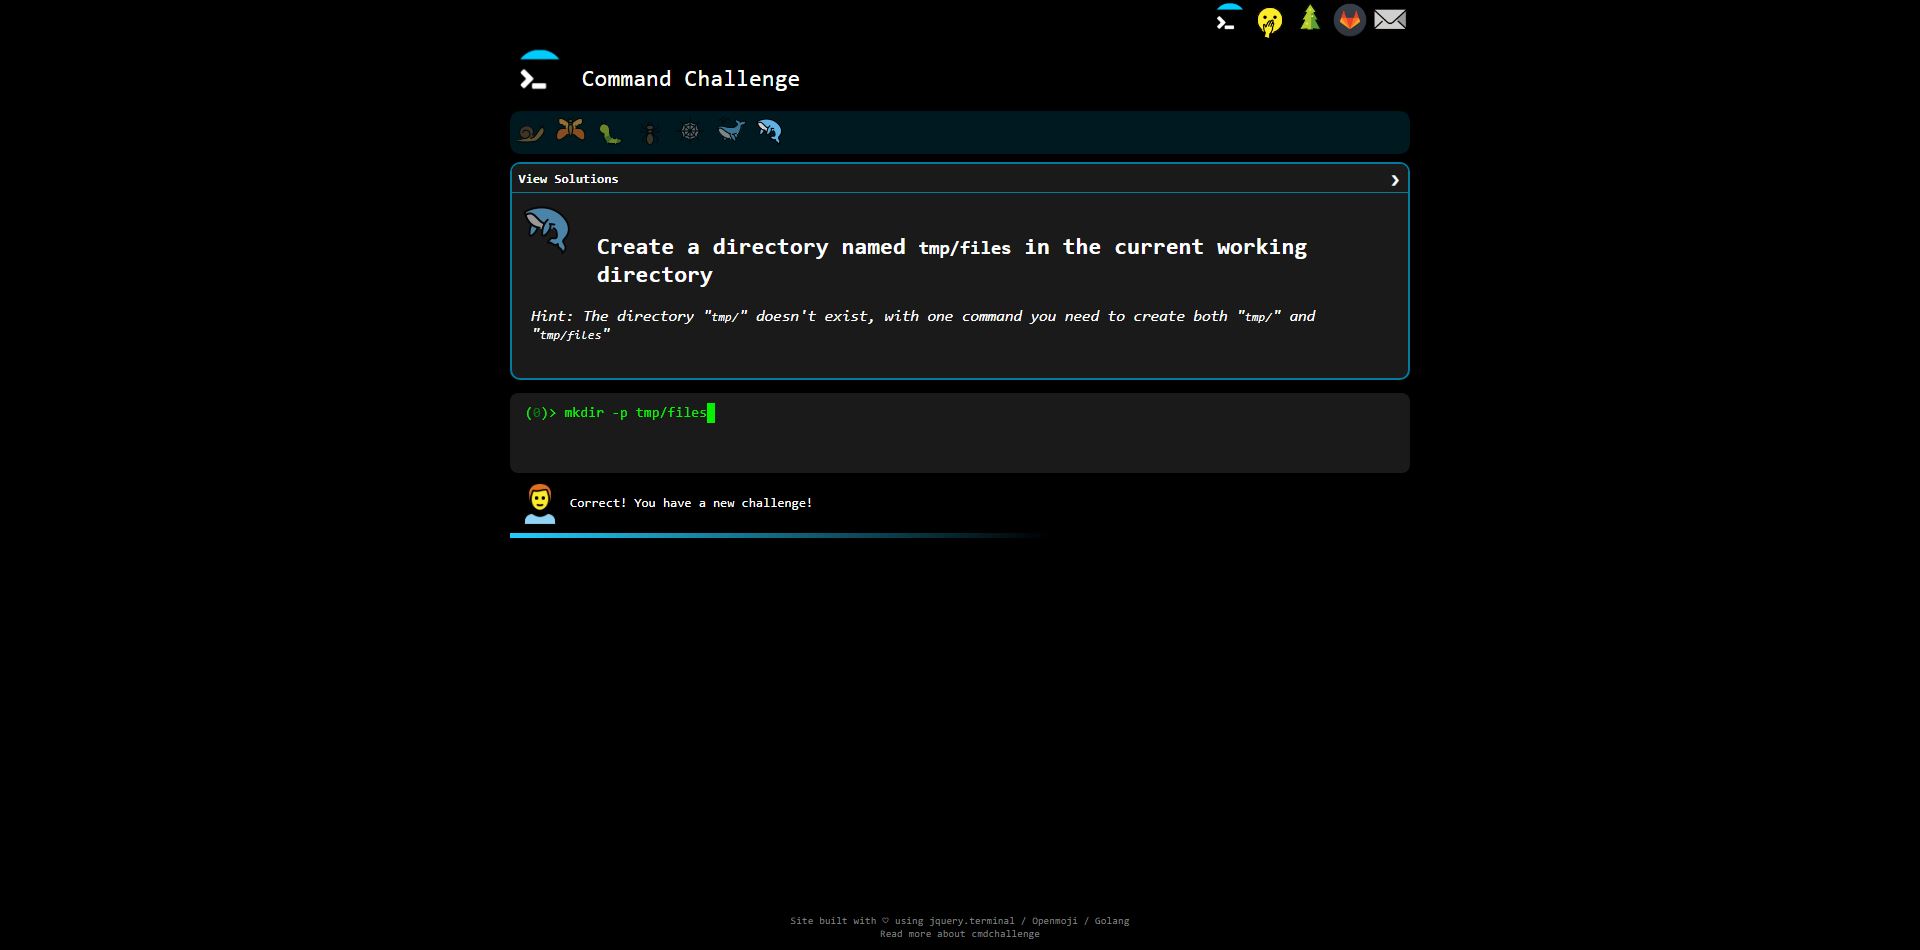 Command Challenge
View Solutions
Create a directory named tmp/files in the current working
directory
Hint: The directory "tmp/" doesn't exist, with one command you need to create both "tmp/" and
"tmp/files"
(0)> mkdir -p tmp/files
Correct! You have a new challenge!
Site built with ♡ using jquery.terminal / Openmoji / Golang
Read more about cmdchallenge